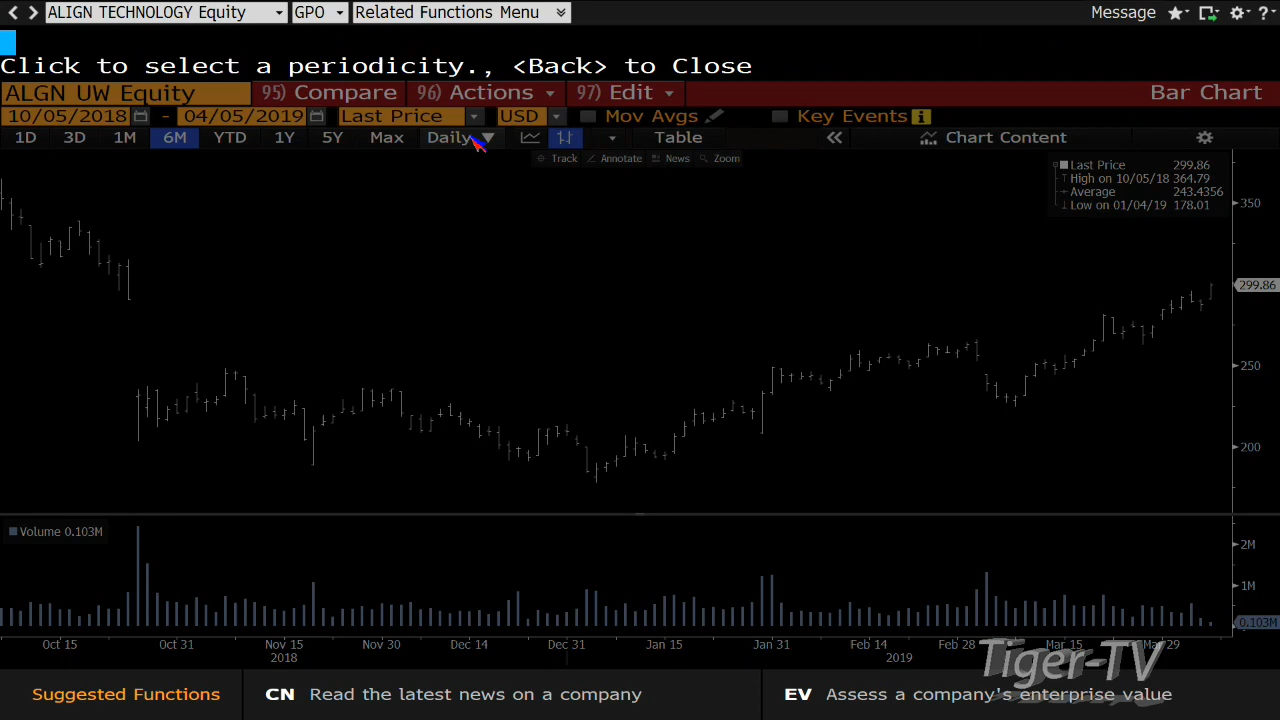 ALIGN TECHNOLOGY Equity GPO Related Functions Menu Message ?
Click to select a periodicity., <Back> to Close
ALGN UW Equity 95) Compare 96) Actions 97) Edit Bar Chart
10/05/2018 - 04/05/2019 Last Price USD Mov Avgs Key Events i
1D 3D 1M 6M YTD 1Y 5Y Max Daily Table Chart Content
Track Annotate News Zoom
Last Price 299.86
High on 10/05/18 364.79
Average 243.4356
Low on 01/04/19 178.01
350
299.86
250
200
Volume 0.103M
2M
1M
0.103M
Oct 15 Oct 31 Nov 15 Nov 30 Dec 14 Dec 31 Jan 15 Jan 31 Feb 14 Feb 28 Mar 15 Mar 29
2018 2019
Tiger-TV
Suggested Functions CN Read the latest news on a company EV Assess a company's enterprise value